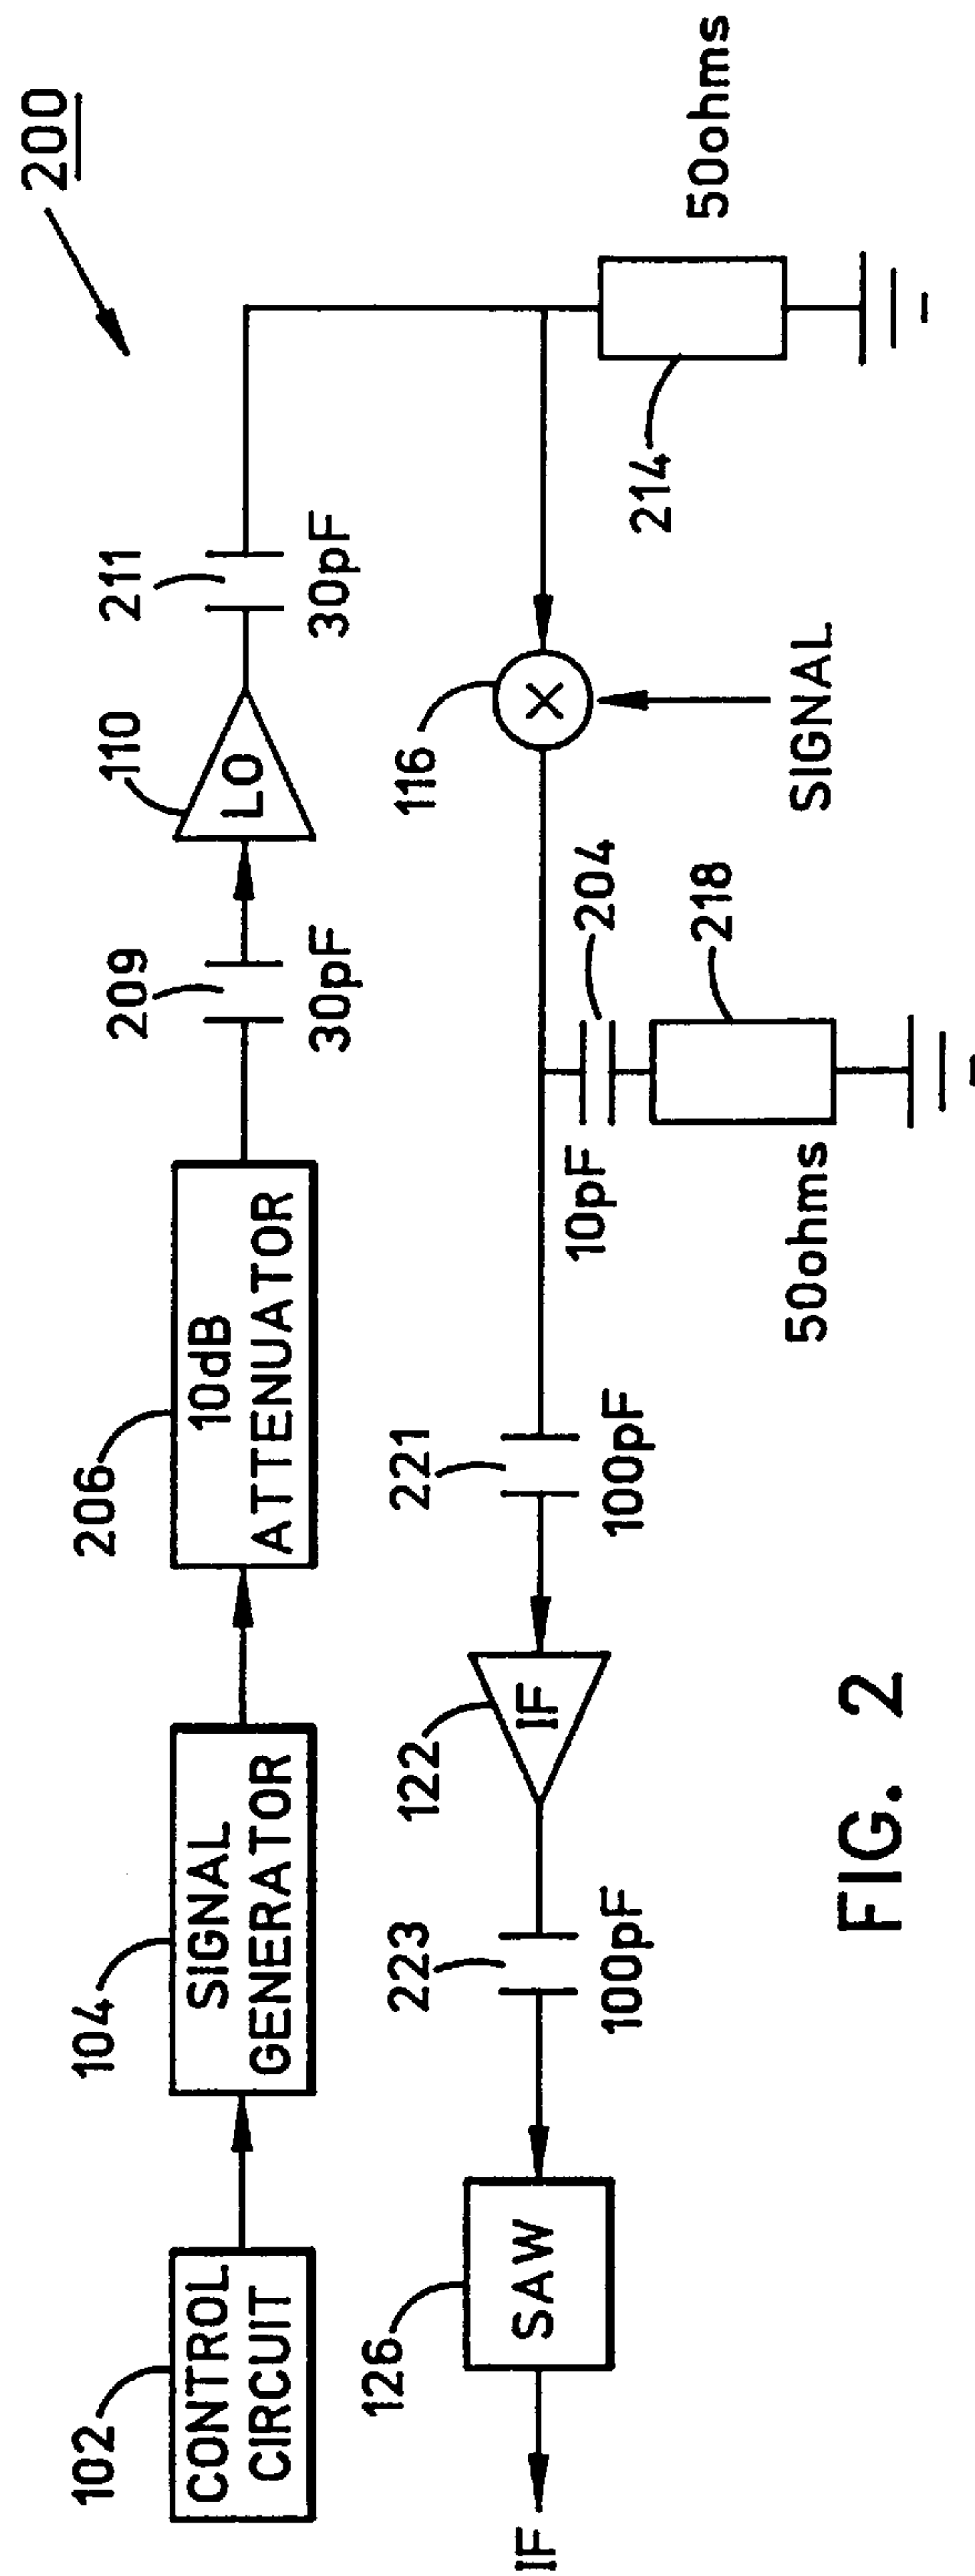 200
102
CONTROL
CIRCUIT
104
SIGNAL
GENERATOR
206
10dB
ATTENUATOR
209
30pF
110
LO
211
30pF
IF
126
SAW
223
100pF
122
IF
221
100pF
10pF
204
218
50ohms
116
X
SIGNAL
214
50ohms
FIG. 2